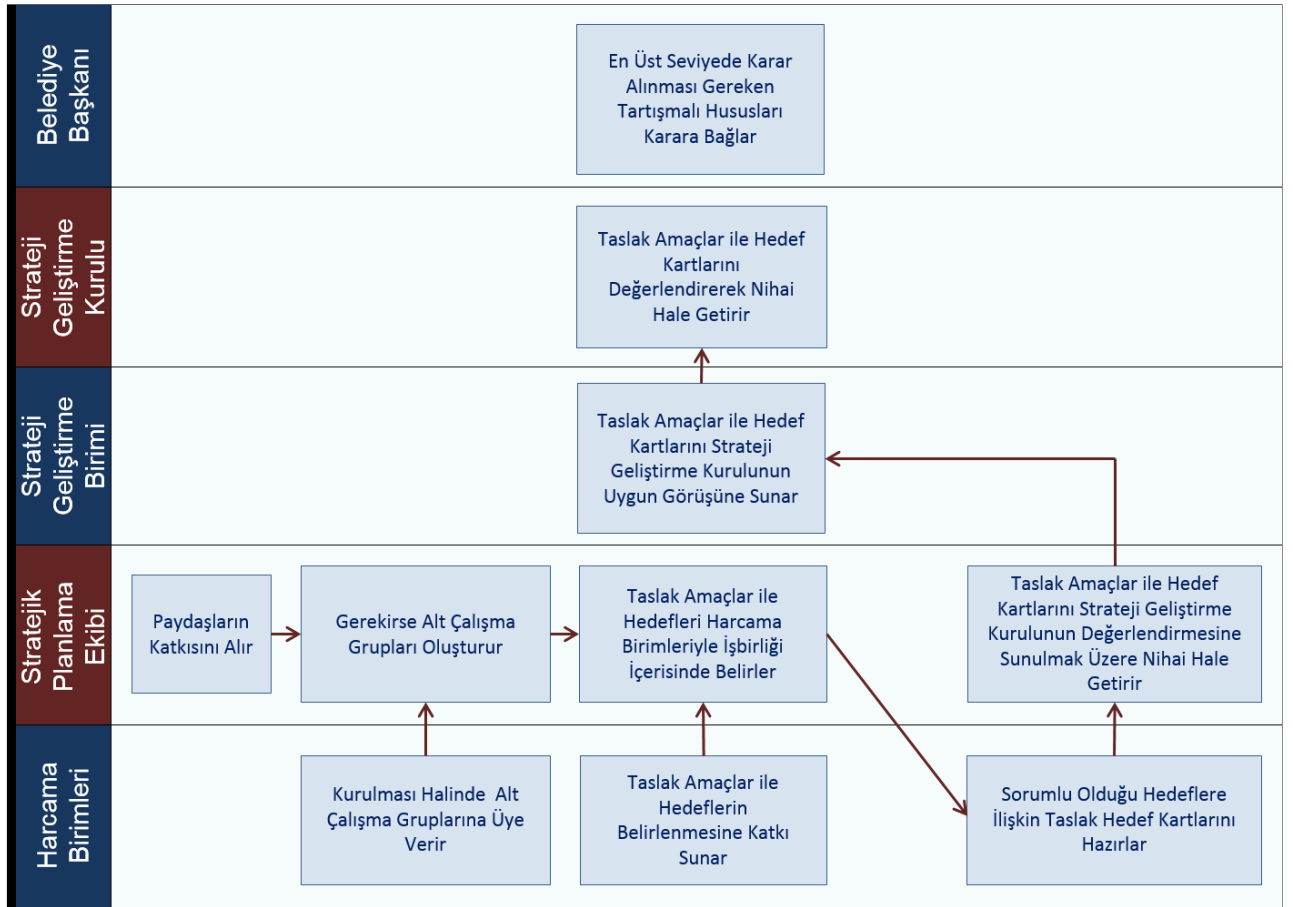 Belediye
Başkanı
En Üst Seviyede Karar
Alınması Gereken
Tartışmalı Hususları
Karara Bağlar
Strateji
Geliştirme
Kurulu
Taslak Amaçlar ile Hedef
Kartlarını
Değerlendirerek Nihai
Hale Getirir
Strateji
Geliştirme
Birimi
Taslak Amaçlar ile Hedef
Kartlarını Strateji
Geliştirme Kurulunun
Uygun Görüşüne Sunar
Stratejik
Planlama
Ekibi
Paydaşların
Katkısını Alır
Gerekirse Alt Çalışma
Grupları Oluşturur
Taslak Amaçlar ile
Hedefleri Harcama
Birimleriyle İşbirliği
İçerisinde Belirler
Taslak Amaçlar ile Hedef
Kartlarını Strateji Geliştirme
Kurulunun Değerlendirmesine
Sunulmak Üzere Nihai Hale
Getirir
Harcama
Birimleri
Kurulması Halinde Alt
Çalışma Gruplarına Üye
Verir
Taslak Amaçlar ile
Hedeflerin
Belirlenmesine Katkı
Sunar
Sorumlu Olduğu Hedeflere
İlişkin Taslak Hedef Kartlarını
Hazırlar